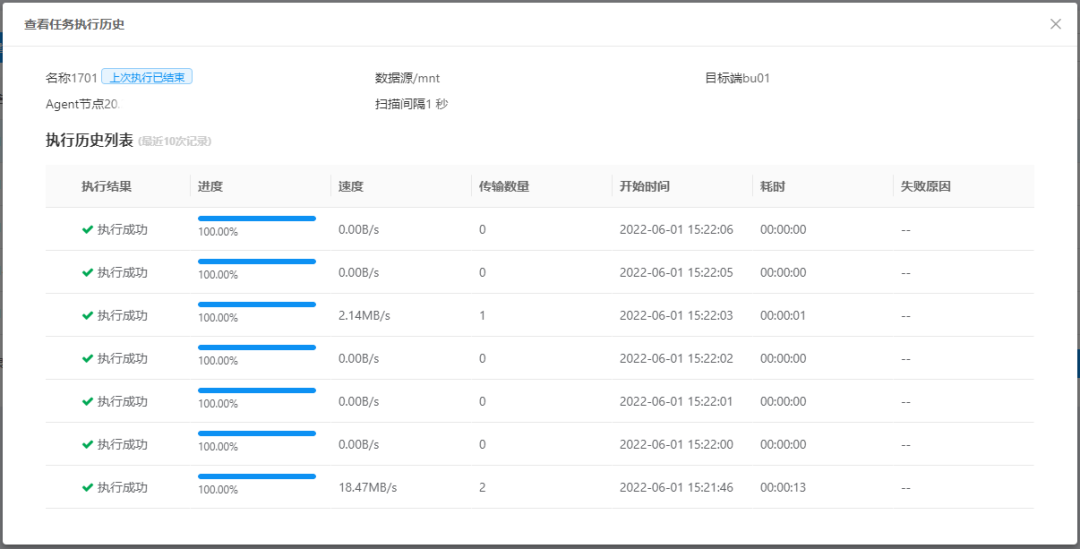 查看任务执行历史
名称1701 上次执行已结束 数据源/mnt 目标端bu01
Agent节点20. 扫描间隔1 秒
执行历史列表 (最近10次记录)
执行结果 进度 速度 传输数量 开始时间 耗时 失败原因
执行成功 100.00% 0.00B/s 0 2022-06-01 15:22:06 00:00:00 --
执行成功 100.00% 0.00B/s 0 2022-06-01 15:22:05 00:00:00 --
执行成功 100.00% 2.14MB/s 1 2022-06-01 15:22:03 00:00:01 --
执行成功 100.00% 0.00B/s 0 2022-06-01 15:22:02 00:00:00 --
执行成功 100.00% 0.00B/s 0 2022-06-01 15:22:01 00:00:00 --
执行成功 100.00% 0.00B/s 0 2022-06-01 15:22:00 00:00:00 --
执行成功 100.00% 18.47MB/s 2 2022-06-01 15:21:46 00:00:13 --